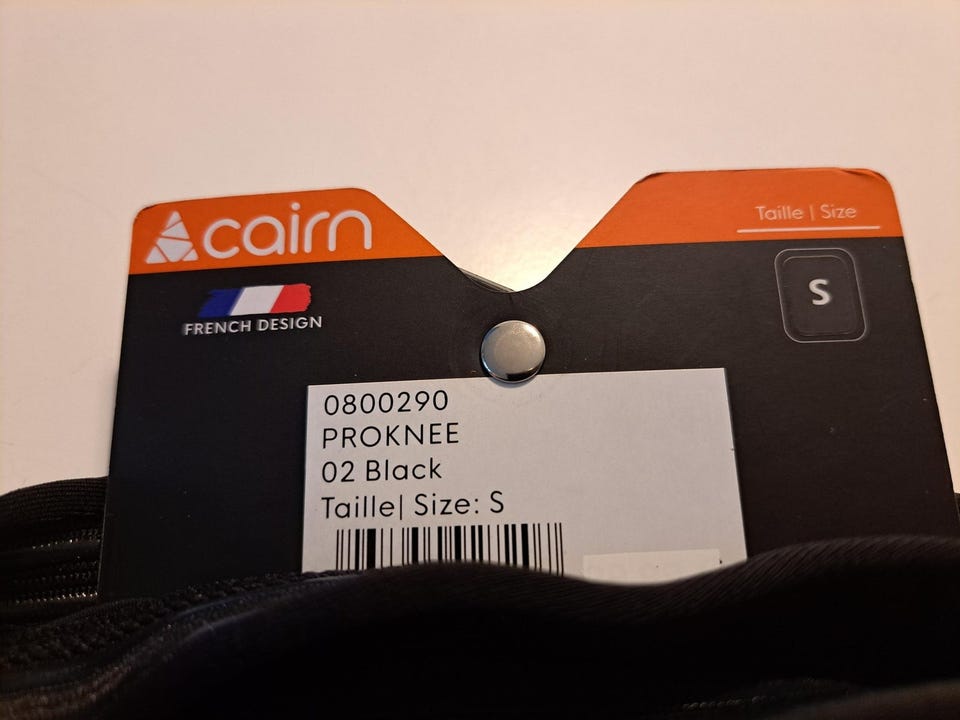 cairn
FRENCH DESIGN
Taille | Size
S
0800290
PROKNEE
02 Black
Taille| Size: S